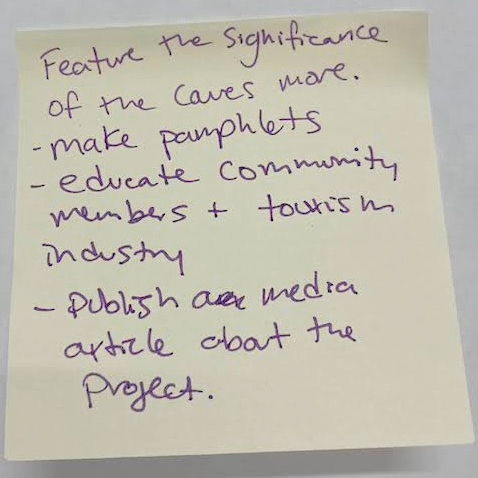 Feature the Significance
of the Caves more.
- make pamphlets
- educate community
members + tourism
industry
- Publish a media
article about the
Project.